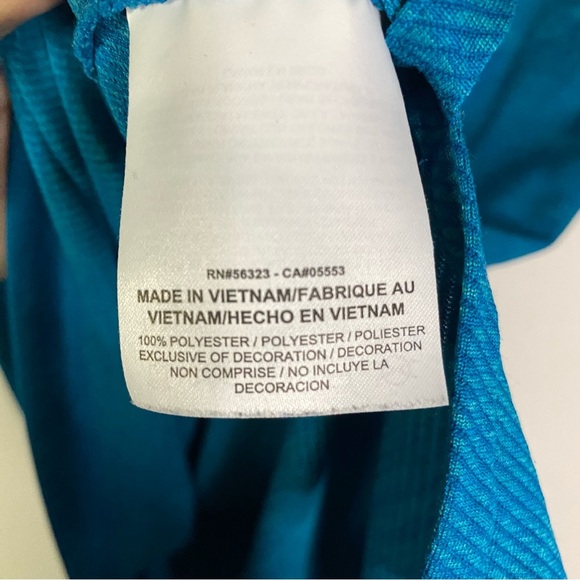 RN#56323 - CA#05553
MADE IN VIETNAM/FABRIQUE AU
VIETNAM/HECHO EN VIETNAM
100% POLYESTER / POLYESTER / POLIESTER
EXCLUSIVE OF DECORATION / DECORATION
NON COMPRISE / NO INCLUYE LA
DECORACION